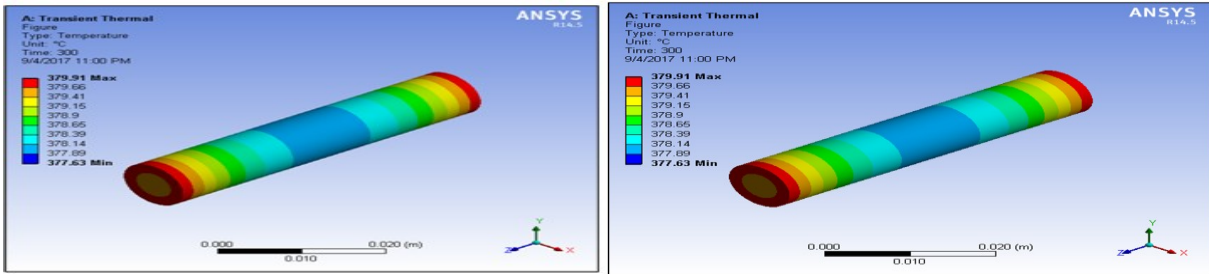 A: Transient Thermal
Figure
Type: Temperature
Unit: °C
Time: 300
9/4/2017 11:00 PM
ANSYS
R14.5
379.91 Max
379.66
379.41
379.15
378.9
378.65
378.39
378.14
377.89
377.63 Min
0.000 0.020 (m)
0.010
Y
Z X
A: Transient Thermal
Figure
Type: Temperature
Unit: °C
Time: 300
9/4/2017 11:00 PM
ANSYS
R14.5
379.91 Max
379.66
379.41
379.15
378.9
378.65
378.39
378.14
377.89
377.63 Min
0.000 0.020 (m)
0.010
Y
Z X